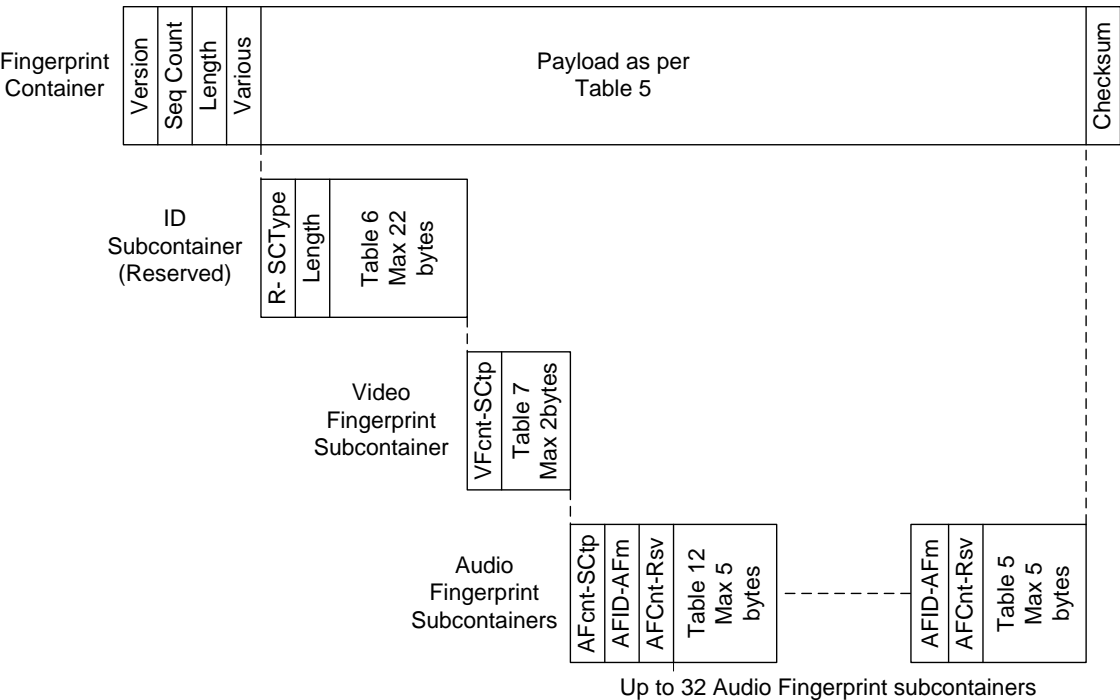 Fingerprint
Container
Version
Seq Count
Length
Various
Payload as per
Table 5
Checksum
ID
Subcontainer
(Reserved)
R- SCType
Length
Table 6
Max 22
bytes
Video
Fingerprint
Subcontainer
VFcnt-SCtp
Table 7
Max 2bytes
Audio
Fingerprint
Subcontainers
AFcnt-SCtp
AFID-AFm
AFCnt-Rsv
Table 12
Max 5
bytes
AFID-AFm
AFCnt-Rsv
Table 5
Max 5
bytes
Up to 32 Audio Fingerprint subcontainers